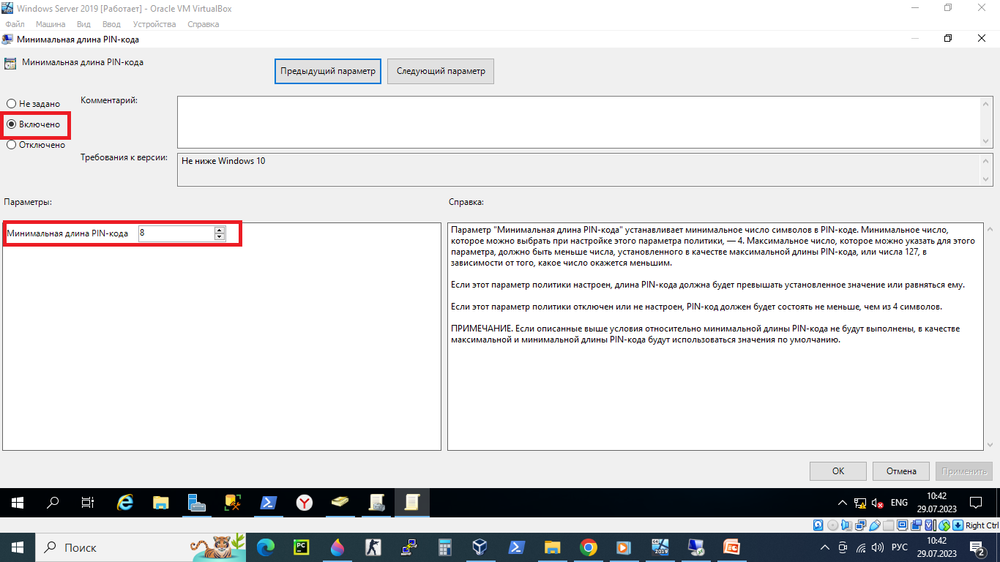 Windows Server 2019 [Работает] - Oracle VM VirtualBox
Файл Машина Вид Ввод Устройства Справка
Минимальная длина PIN-кода
Минимальная длина PIN-кода
Предыдущий параметр Следующий параметр
Не задано
Включено
Отключено
Комментарий:
Требования к версии:
Не ниже Windows 10
Параметры:
Минимальная длина PIN-кода 8
Справка:
Параметр "Минимальная длина PIN-кода" устанавливает минимальное число символов в PIN-коде. Минимальное число,
которое можно выбрать при настройке этого параметра политики, — 4. Максимальное число, которое можно указать для этого
параметра, должно быть меньше числа, установленного в качестве максимальной длины PIN-кода, или числа 127, в
зависимости от того, какое число окажется меньшим.
Если этот параметр политики настроен, длина PIN-кода должна будет превышать установленное значение или равняться ему.
Если этот параметр политики отключен или не настроен, PIN-код должен будет состоять не меньше, чем из 4 символов.
ПРИМЕЧАНИЕ. Если описанные выше условия относительно минимальной длины PIN-кода не будут выполнены, в качестве
максимальной и минимальной длины PIN-кода будут использоваться значения по умолчанию.
ОК Отмена Применить
ENG
10:42
29.07.2023
Right Ctrl
Поиск
PC
2019
РУС
10:42
29.07.2023
2